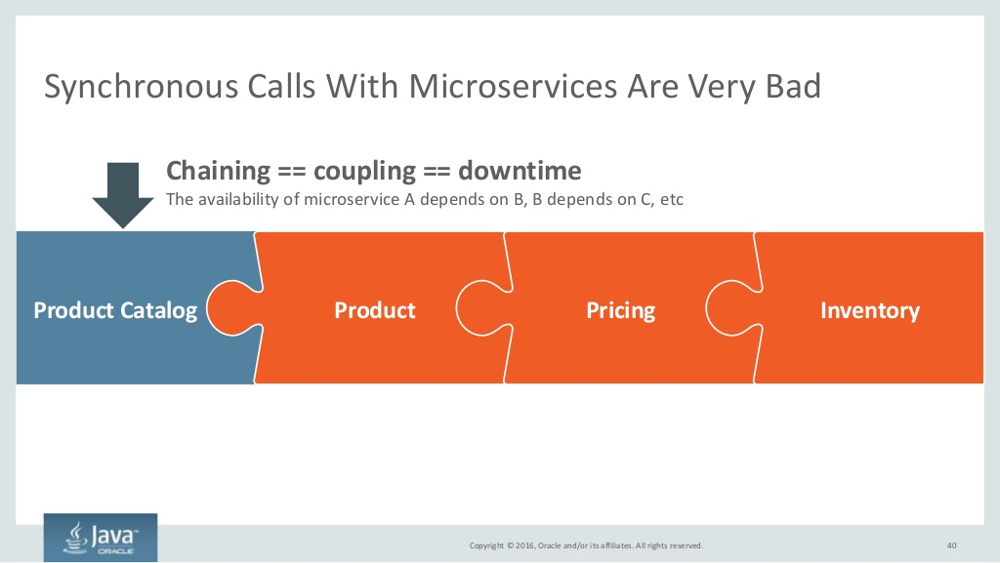 Synchronous Calls With Microservices Are Very Bad
Chaining == coupling == downtime
The availability of microservice A depends on B, B depends on C, etc
Product Catalog Product Pricing Inventory
Java™
ORACLE
Copyright © 2016, Oracle and/or its affiliates. All rights reserved. 40